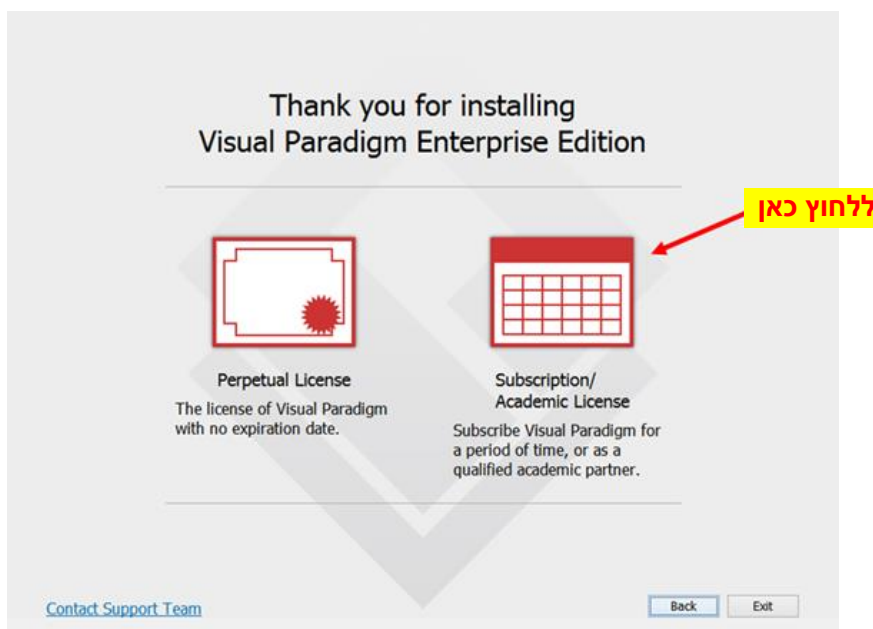 Thank you for installing
Visual Paradigm Enterprise Edition
ללחוץ כאן
Perpetual License
The license of Visual Paradigm
with no expiration date.
Subscription/
Academic License
Subscribe Visual Paradigm for
a period of time, or as a
qualified academic partner.
Contact Support Team
Back
Exit